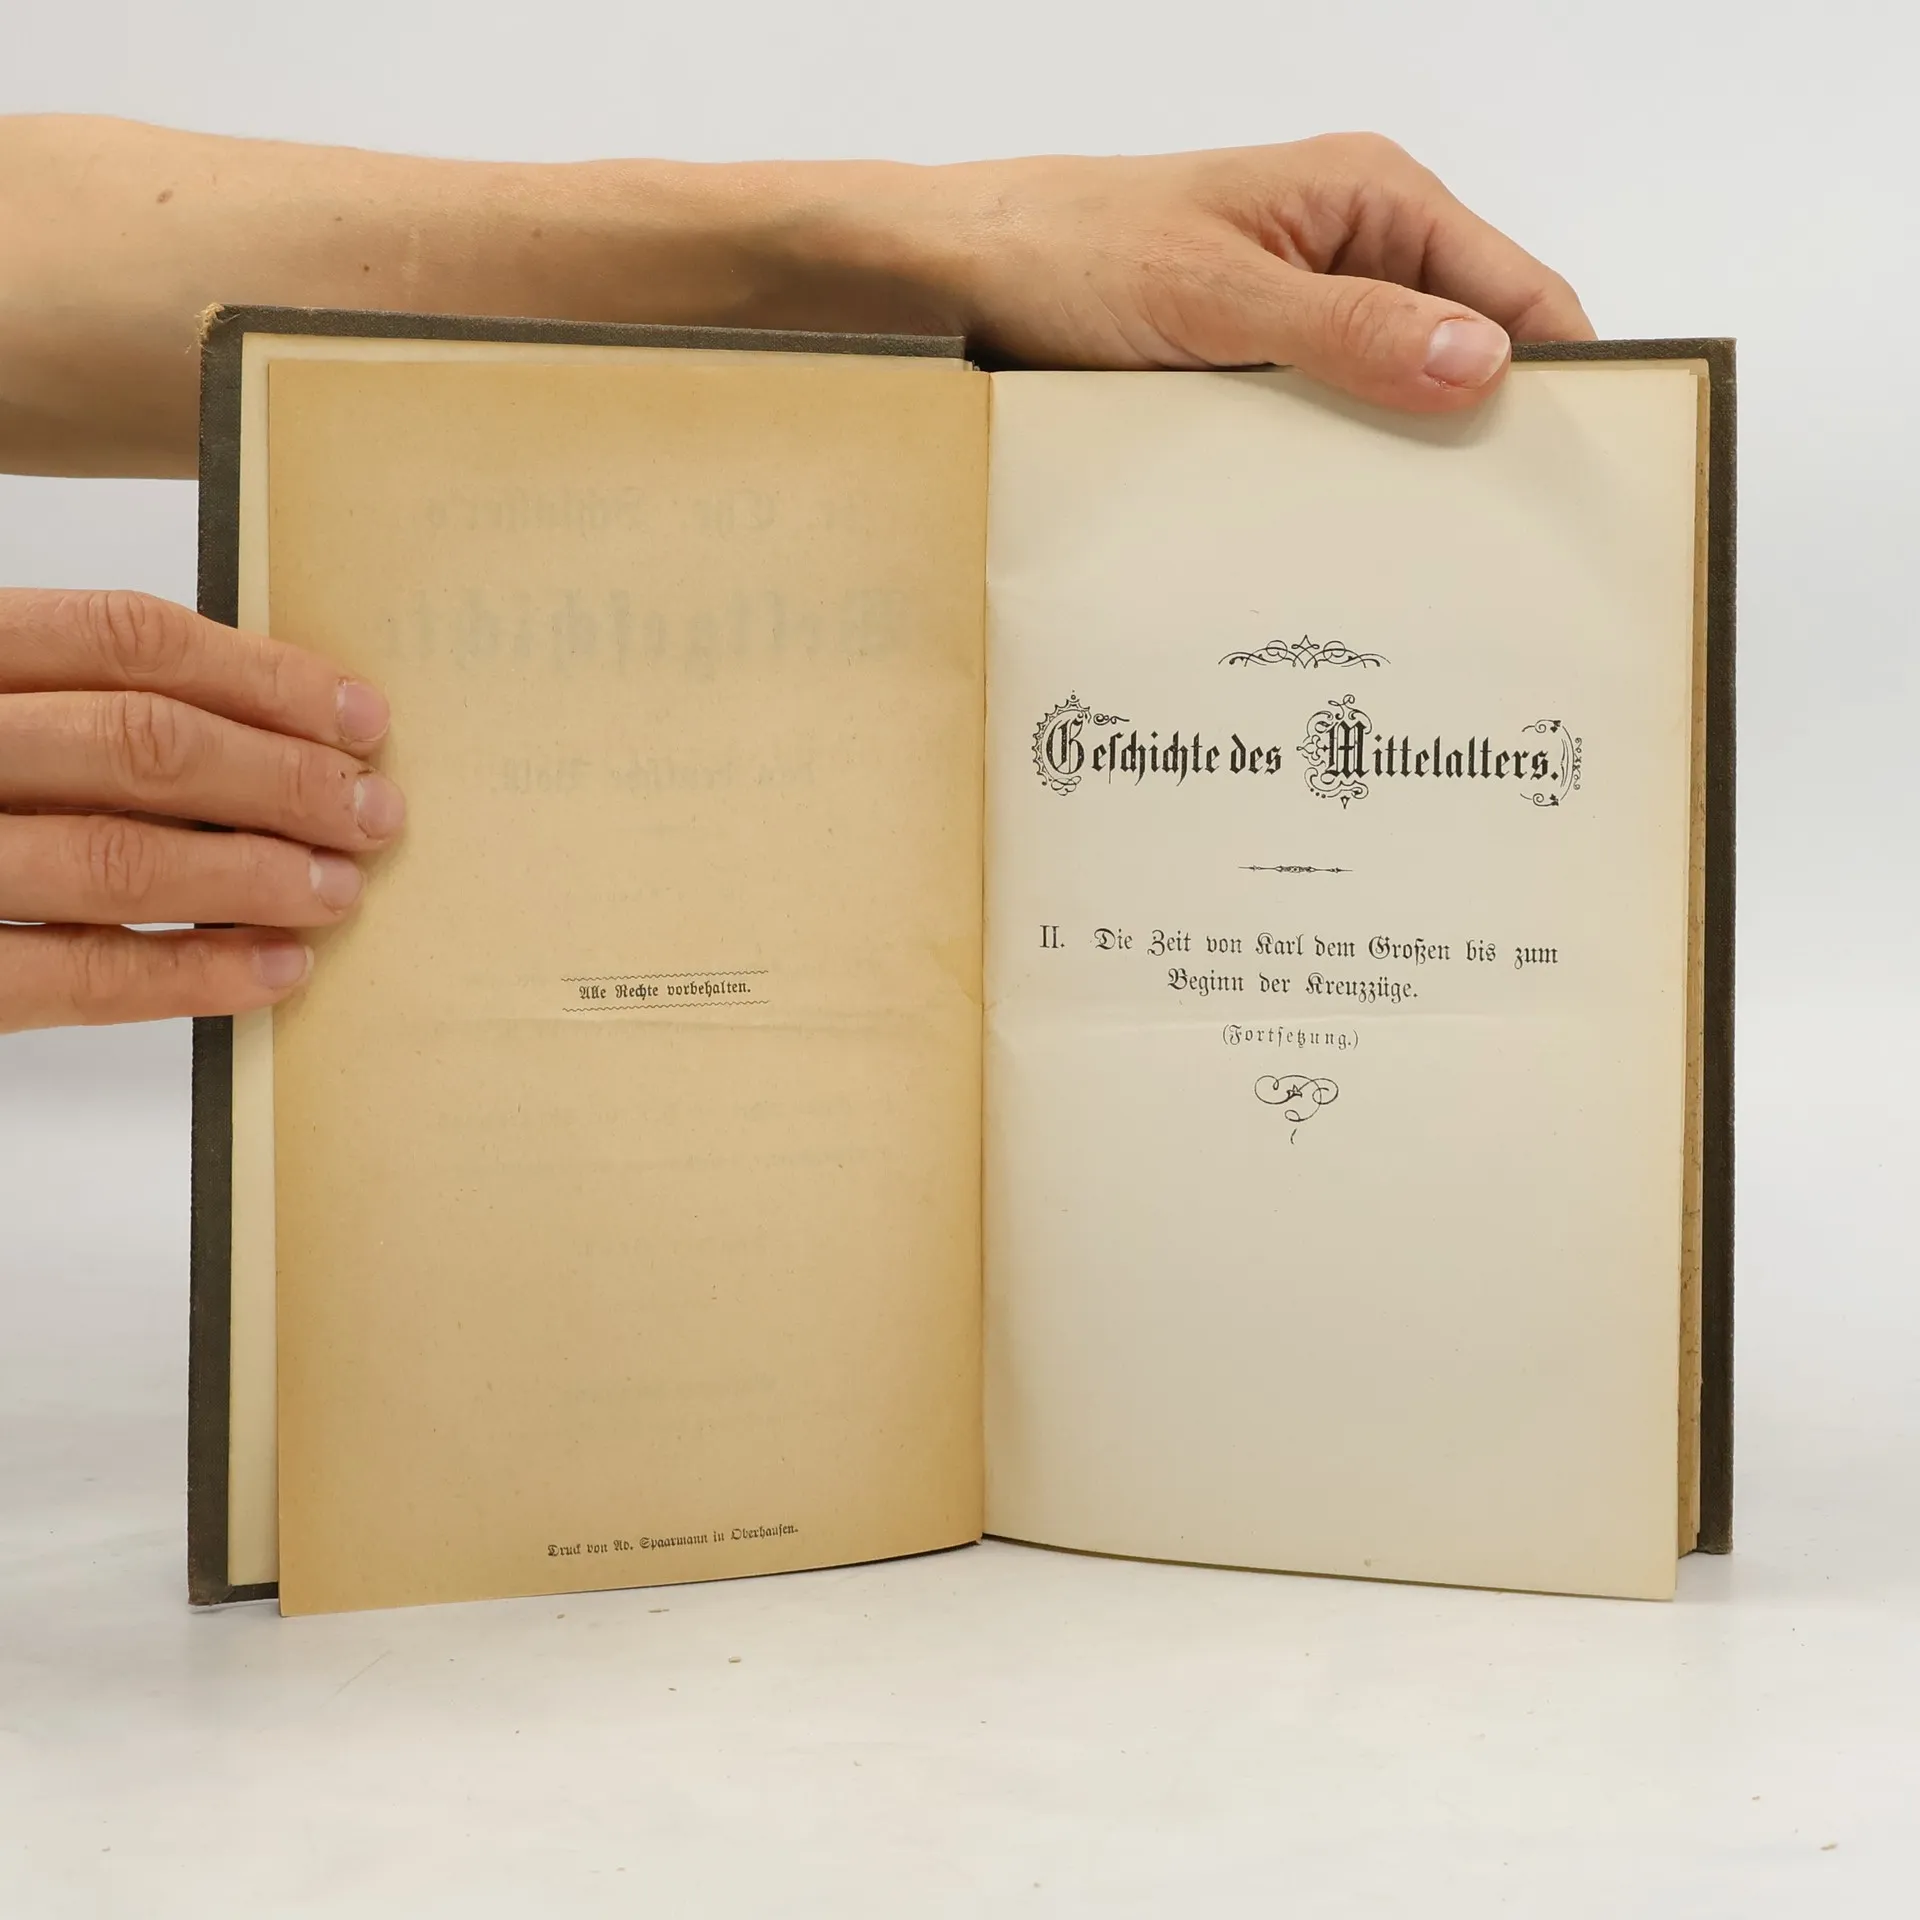 Alle Rechte vorbehalten.
Druck von Ad. Spaarmann in Oberhausen.
Geſchichte des Mittelalters.
II. Die Zeit von Karl dem Großen bis zum
Beginn der Kreuzzüge.
(Fortſetzung.)